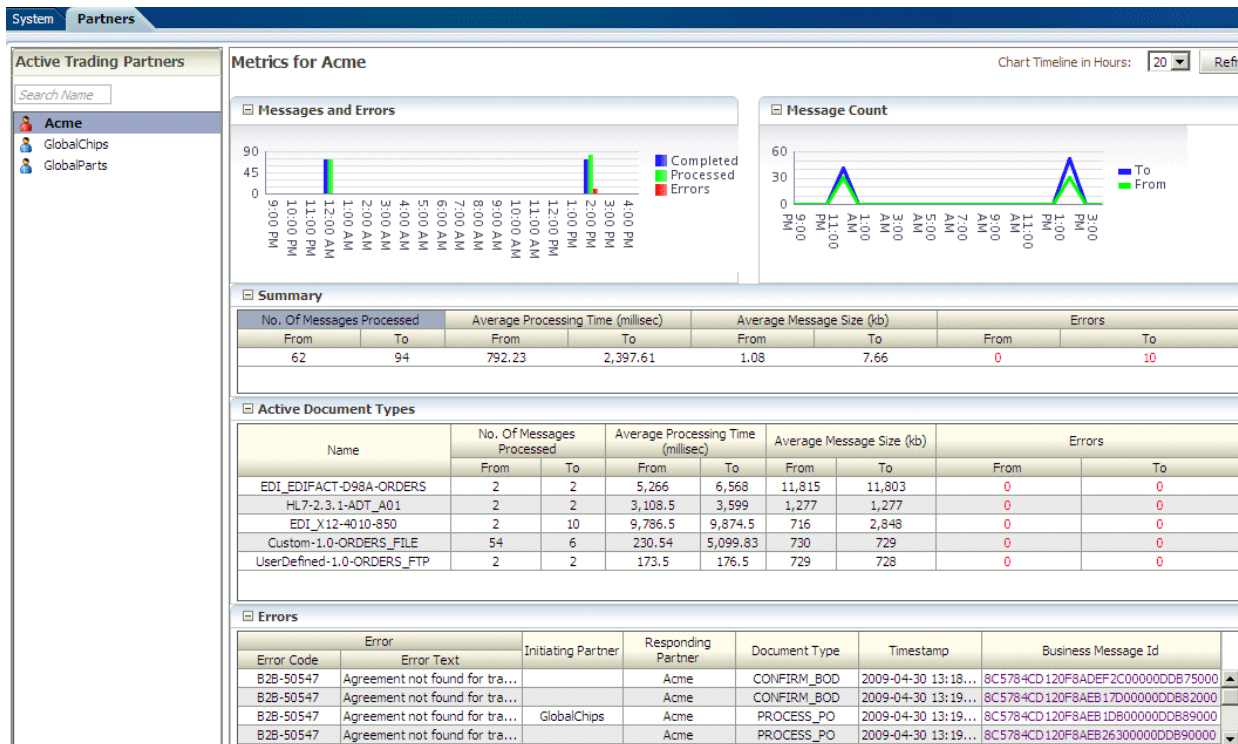 System Partners
Active Trading Partners
Search Name
Acme
GlobalChips
GlobalParts
Metrics for Acme
Chart Timeline in Hours: 20 Refr
Messages and Errors
90
45
0
9:00 PM
10:00 PM
11:00 PM
12:00 AM
1:00 AM
2:00 AM
3:00 AM
4:00 AM
5:00 AM
6:00 AM
7:00 AM
8:00 AM
9:00 AM
10:00 AM
11:00 AM
12:00 PM
1:00 PM
2:00 PM
3:00 PM
4:00 PM
Completed
Processed
Errors
Message Count
60
30
0
9:00 PM
11:00 PM
1:00 AM
3:00 AM
5:00 AM
7:00 AM
9:00 AM
11:00 AM
1:00 PM
3:00 PM
To
From
Summary
No. Of Messages Processed Average Processing Time (millisec) Average Message Size (kb) Errors
From To From To From To From To
62 94 792.23 2,397.61 1.08 7.66 0 10
Active Document Types
Name No. Of Messages Processed Average Processing Time (millisec) Average Message Size (kb) Errors
From To From To From To From To
EDI_EDIFACT-D98A-ORDERS 2 2 5,266 6,568 11,815 11,803 0 0
HL7-2.3.1-ADT_A01 2 2 3,108.5 3,599 1,277 1,277 0 0
EDI_X12-4010-850 2 10 9,786.5 9,874.5 716 2,848 0 0
Custom-1.0-ORDERS_FILE 54 6 230.54 5,099.83 730 729 0 0
UserDefined-1.0-ORDERS_FTP 2 2 173.5 176.5 729 728 0 0
Errors
Error Initiating Partner Responding Partner Document Type Timestamp Business Message Id
Error Code Error Text
B2B-50547 Agreement not found for tra... Acme CONFIRM_BOD 2009-04-30 13:18... 8C5784CD120F8ADEF2C00000DDB75000
B2B-50547 Agreement not found for tra... Acme CONFIRM_BOD 2009-04-30 13:19... 8C5784CD120F8AEB17D00000DDB82000
B2B-50547 Agreement not found for tra... GlobalChips Acme PROCESS_PO 2009-04-30 13:19... 8C5784CD120F8AEB1DB00000DDB89000
B2B-50547 Agreement not found for tra... Acme PROCESS_PO 2009-04-30 13:19... 8C5784CD120F8AEB26300000DDB90000